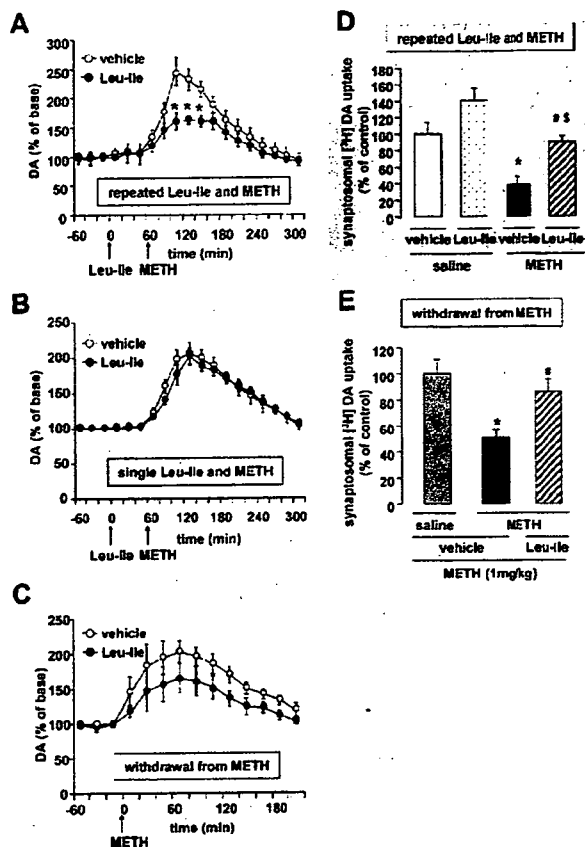 A
vehicle
Leu-Ile
DA (% of base)
300
250
200
150
100
50
0
* * *
repeated Leu-Ile and METH
-60 0 60 120 180 240 300
time (min)
Leu-Ile METH
B
vehicle
Leu-Ile
DA (% of base)
300
250
200
150
100
50
0
single Leu-Ile and METH
-60 0 60 120 180 240 300
time (min)
Leu-Ile METH
C
vehicle
Leu-Ile
DA (% of base)
300
250
200
150
100
50
0
withdrawal from METH
-60 0 60 120 180
time (min)
METH
D
repeated Leu-Ile and METH
synaptosomal [³H] DA uptake
(% of control)
180
160
140
120
100
80
60
40
20
0
*
# $
vehicle Leu-Ile vehicle Leu-Ile
saline METH
E
withdrawal from METH
synaptosomal [³H] DA uptake
(% of control)
120
100
80
60
40
20
0
*
#
saline METH
vehicle Leu-Ile
METH (1mg/kg)